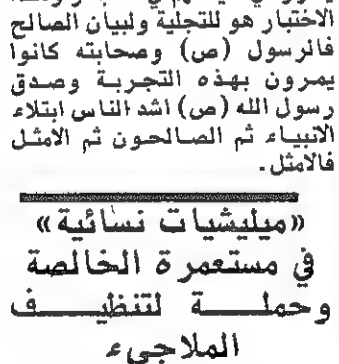 الاختبار هو للتجلية ولبيان الصالح
فالرسول (ص) وصحابته كانوا
يمرون بهذه التجربة وصدق
رسول الله (ص) اشد الناس ابتلاء
الانبياء ثم الصالحون ثم الامثل
فالامثل.
«ميليشيات نسائية»
في مستعمرة الخالصة
وحملة لتنظيف
الملاجيء